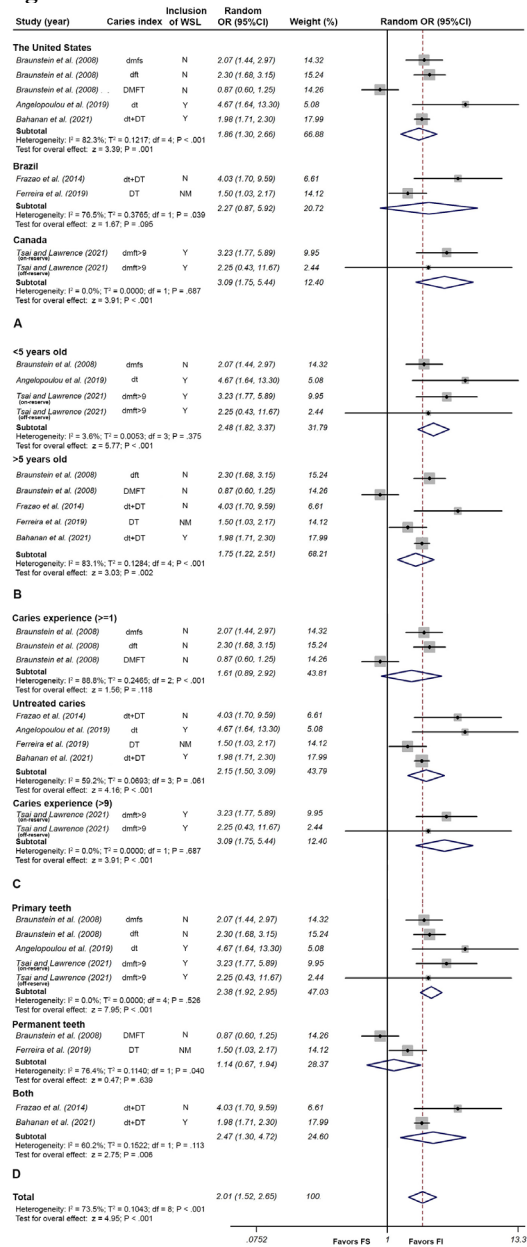 Study (year) Caries index Inclusion of WSL Random OR (95%CI) Weight (%) Random OR (95%CI)
The United States
Braunstein et al. (2008) dmfs N 2.07 (1.44, 2.97) 14.32
Braunstein et al. (2008) dft N 2.30 (1.68, 3.15) 15.24
Braunstein et al. (2008) DMFT N 0.87 (0.60, 1.25) 14.26
Angelopoulou et al. (2019) dt Y 4.67 (1.64, 13.30) 5.08
Bahanan et al. (2021) dt+DT Y 1.98 (1.71, 2.30) 17.99
Subtotal 1.86 (1.30, 2.66) 66.88
Heterogeneity: I² = 82.3%; T² = 0.1217; df = 4; P < .001
Test for overal effect: z = 3.39; P = .001
Brazil
Frazao et al. (2014) dt+DT N 4.03 (1.70, 9.59) 6.61
Ferreira et al. (2019) DT NM 1.50 (1.03, 2.17) 14.12
Subtotal 2.27 (0.87, 5.92) 20.72
Heterogeneity: I² = 76.5%; T² = 0.3765; df = 1; P = .039
Test for overal effect: z = 1.67; P = .095
Canada
Tsai and Lawrence (2021) dmft>9 Y 3.23 (1.77, 5.89) 9.95
(on-reserve)
Tsai and Lawrence (2021) dmft>9 Y 2.25 (0.43, 11.67) 2.44
(off-reserve)
Subtotal 3.09 (1.75, 5.44) 12.40
Heterogeneity: I² = 0.0%; T² = 0.0000; df = 1; P = .687
Test for overal effect: z = 3.91; P < .001
A
<5 years old
Braunstein et al. (2008) dmfs N 2.07 (1.44, 2.97) 14.32
Angelopoulou et al. (2019) dt Y 4.67 (1.64, 13.30) 5.08
Tsai and Lawrence (2021) dmft>9 Y 3.23 (1.77, 5.89) 9.95
(on-reserve)
Tsai and Lawrence (2021) dmft>9 Y 2.25 (0.43, 11.67) 2.44
(off-reserve)
Subtotal 2.48 (1.82, 3.37) 31.79
Heterogeneity: I² = 3.6%; T² = 0.0053; df = 3; P = .375
Test for overal effect: z = 5.77; P < .001
>5 years old
Braunstein et al. (2008) dft N 2.30 (1.68, 3.15) 15.24
Braunstein et al. (2008) DMFT N 0.87 (0.60, 1.25) 14.26
Frazao et al. (2014) dt+DT N 4.03 (1.70, 9.59) 6.61
Ferreira et al. (2019) DT NM 1.50 (1.03, 2.17) 14.12
Bahanan et al. (2021) dt+DT Y 1.98 (1.71, 2.30) 17.99
Subtotal 1.75 (1.22, 2.51) 68.21
Heterogeneity: I² = 83.1%; T² = 0.1284; df = 4; P < .001
Test for overal effect: z = 3.03; P = .002
B
Caries experience (>=1)
Braunstein et al. (2008) dmfs N 2.07 (1.44, 2.97) 14.32
Braunstein et al. (2008) dft N 2.30 (1.68, 3.15) 15.24
Braunstein et al. (2008) DMFT N 0.87 (0.60, 1.25) 14.26
Subtotal 1.61 (0.89, 2.92) 43.81
Heterogeneity: I² = 88.8%; T² = 0.2465; df = 2; P < .001
Test for overal effect: z = 1.56; P = .118
Untreated caries
Frazao et al. (2014) dt+DT N 4.03 (1.70, 9.59) 6.61
Angelopoulou et al. (2019) dt Y 4.67 (1.64, 13.30) 5.08
Ferreira et al. (2019) DT NM 1.50 (1.03, 2.17) 14.12
Bahanan et al. (2021) dt+DT Y 1.98 (1.71, 2.30) 17.99
Subtotal 2.15 (1.50, 3.09) 43.79
Heterogeneity: I² = 59.2%; T² = 0.0693; df = 3; P = .061
Test for overal effect: z = 4.16; P < .001
Caries experience (>9)
Tsai and Lawrence (2021) dmft>9 Y 3.23 (1.77, 5.89) 9.95
(on-reserve)
Tsai and Lawrence (2021) dmft>9 Y 2.25 (0.43, 11.67) 2.44
(off-reserve)
Subtotal 3.09 (1.75, 5.44) 12.40
Heterogeneity: I² = 0.0%; T² = 0.0000; df = 1; P = .687
Test for overal effect: z = 3.91; P < .001
C
Primary teeth
Braunstein et al. (2008) dmfs N 2.07 (1.44, 2.97) 14.32
Braunstein et al. (2008) dft N 2.30 (1.68, 3.15) 15.24
Angelopoulou et al. (2019) dt Y 4.67 (1.64, 13.30) 5.08
Tsai and Lawrence (2021) dmft>9 Y 3.23 (1.77, 5.89) 9.95
(on-reserve)
Tsai and Lawrence (2021) dmft>9 Y 2.25 (0.43, 11.67) 2.44
(off-reserve)
Subtotal 2.38 (1.92, 2.95) 47.03
Heterogeneity: I² = 0.0%; T² = 0.0000; df = 4; P = .526
Test for overal effect: z = 7.95; P < .001
Permanent teeth
Braunstein et al. (2008) DMFT N 0.87 (0.60, 1.25) 14.26
Ferreira et al. (2019) DT NM 1.50 (1.03, 2.17) 14.12
Subtotal 1.14 (0.67, 1.94) 28.37
Heterogeneity: I² = 76.4%; T² = 0.1140; df = 1; P = .040
Test for overal effect: z = 0.47; P = .639
Both
Frazao et al. (2014) dt+DT N 4.03 (1.70, 9.59) 6.61
Bahanan et al. (2021) dt+DT Y 1.98 (1.71, 2.30) 17.99
Subtotal 2.47 (1.30, 4.72) 24.60
Heterogeneity: I² = 60.2%; T² = 0.1522; df = 1; P = .113
Test for overal effect: z = 2.75; P = .006
D
Total 2.01 (1.52, 2.65) 100
Heterogeneity: I² = 73.5%; T² = 0.1043; df = 8; P < .001
Test for overal effect: z = 4.95; P < .001
.0752 Favors FS 1 Favors FI 13.3